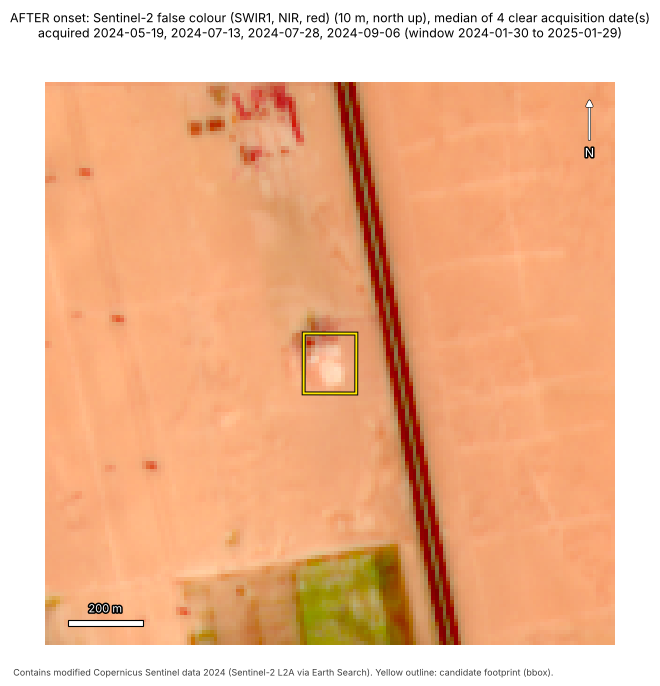 AFTER onset: Sentinel-2 false colour (SWIR1, NIR, red) (10 m, north up), median of 4 clear acquisition date(s)
acquired 2024-05-19, 2024-07-13, 2024-07-28, 2024-09-06 (window 2024-01-30 to 2025-01-29)
N
200 m
Contains modified Copernicus Sentinel data 2024 (Sentinel-2 L2A via Earth Search). Yellow outline: candidate footprint (bbox).